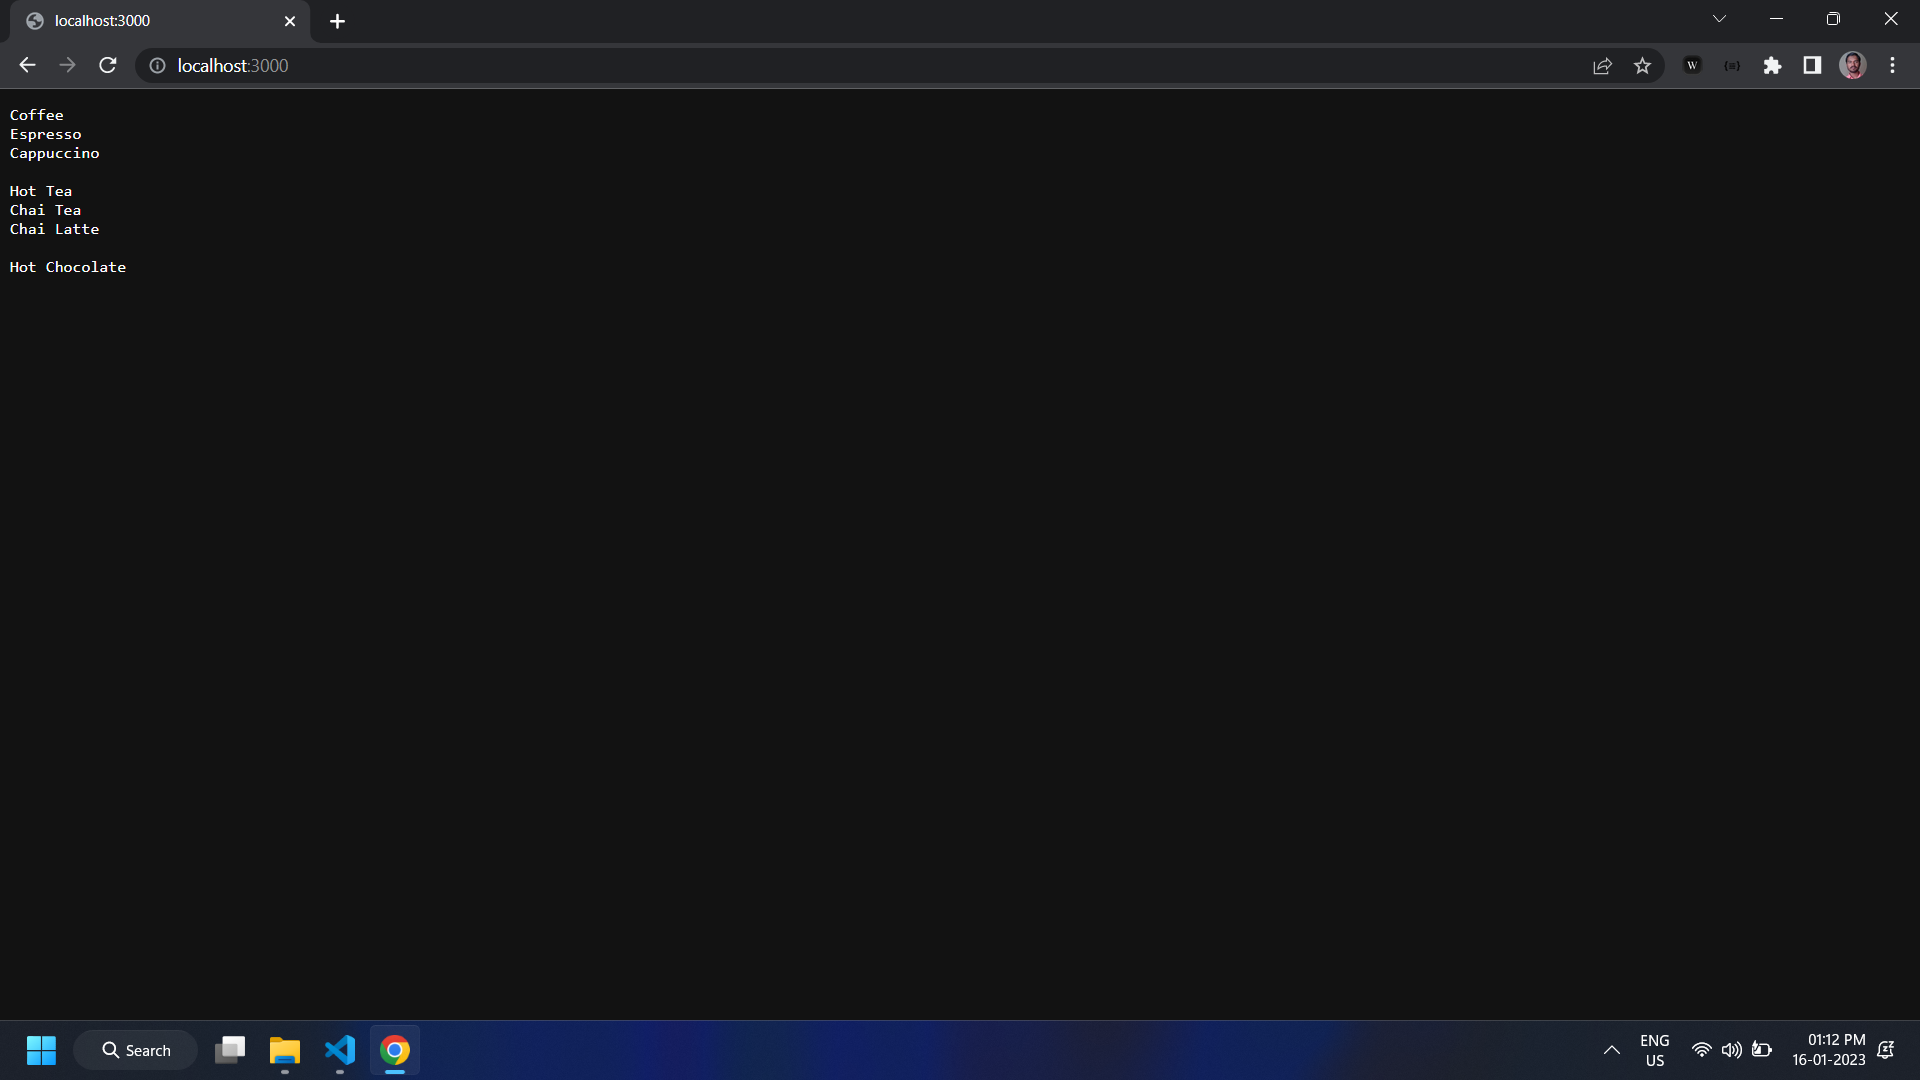 localhost:3000
localhost:3000
W
Coffee
Espresso
Cappuccino
Hot Tea
Chai Tea
Chai Latte
Hot Chocolate
Search
ENG
US
01:12 PM
16-01-2023